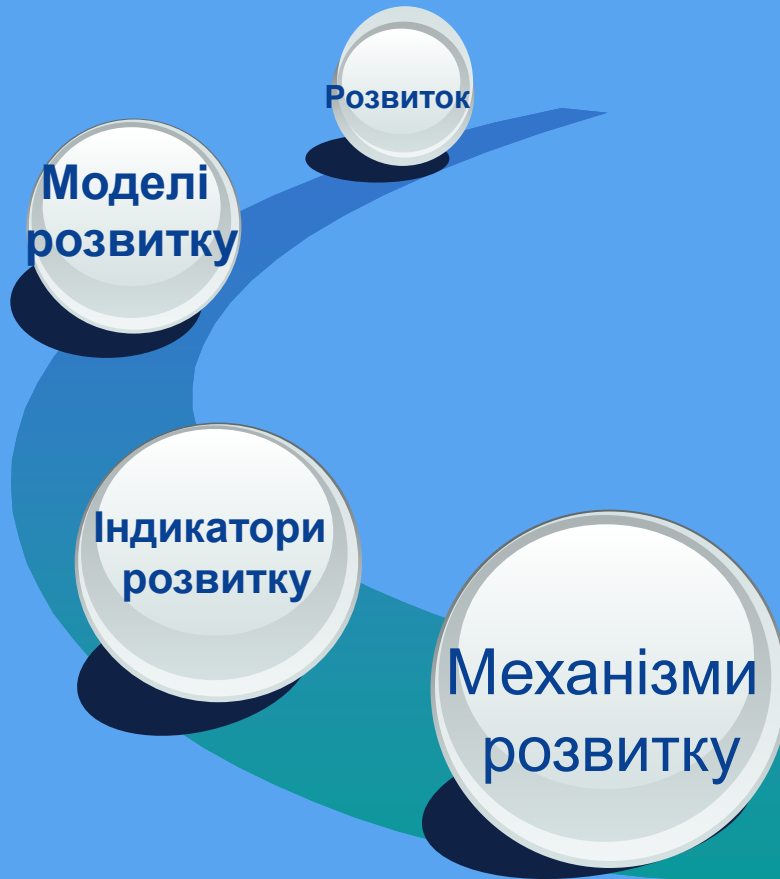 Розвиток
Моделі
розвитку
Індикатори
розвитку
Механізми
розвитку